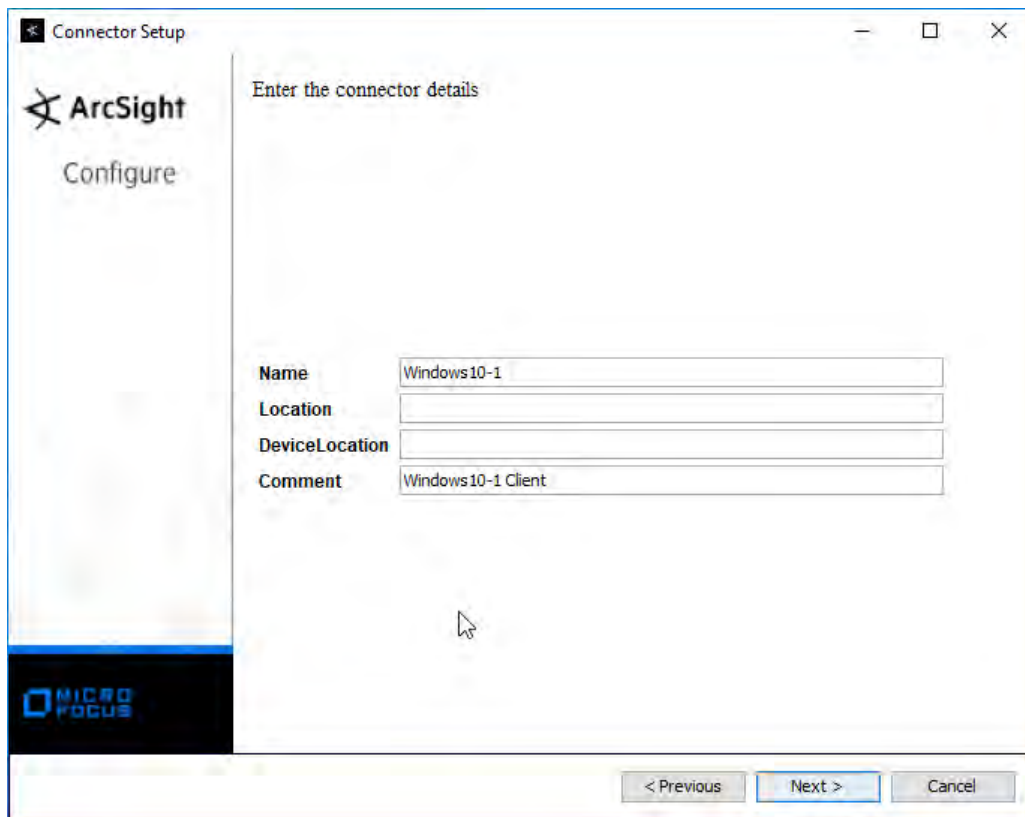 Connector Setup
ArcSight
Configure
Enter the connector details
Name Windows10-1
Location
DeviceLocation
Comment Windows10-1 Client
MICRO
FOCUS
< Previous Next > Cancel